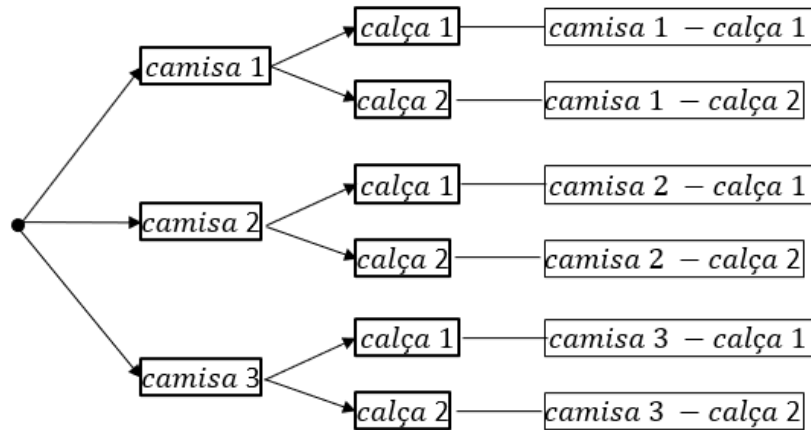 calça 1 camisa 1 − calça 1
camisa 1
calça 2 camisa 1 − calça 2
calça 1 camisa 2 − calça 1
camisa 2
calça 2 camisa 2 − calça 2
calça 1 camisa 3 − calça 1
camisa 3
calça 2 camisa 3 − calça 2